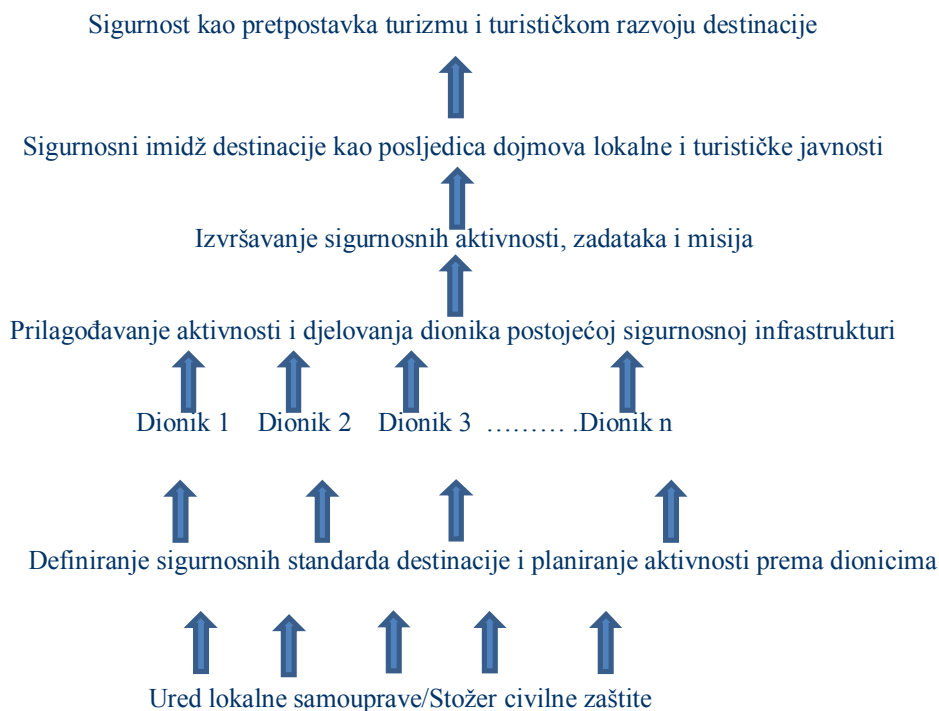 Sigurnost kao pretpostavka turizmu i turističkom razvoju destinacije
Sigurnosni imidž destinacije kao posljedica dojmova lokalne i turističke javnosti
Izvršavanje sigurnosnih aktivnosti, zadataka i misija
Prilagođavanje aktivnosti i djelovanja dionika postojećoj sigurnosnoj infrastrukturi
Dionik 1 Dionik 2 Dionik 3 ……… .Dionik n
Definiranje sigurnosnih standarda destinacije i planiranje aktivnosti prema dionicima
Ured lokalne samouprave/Stožer civilne zaštite